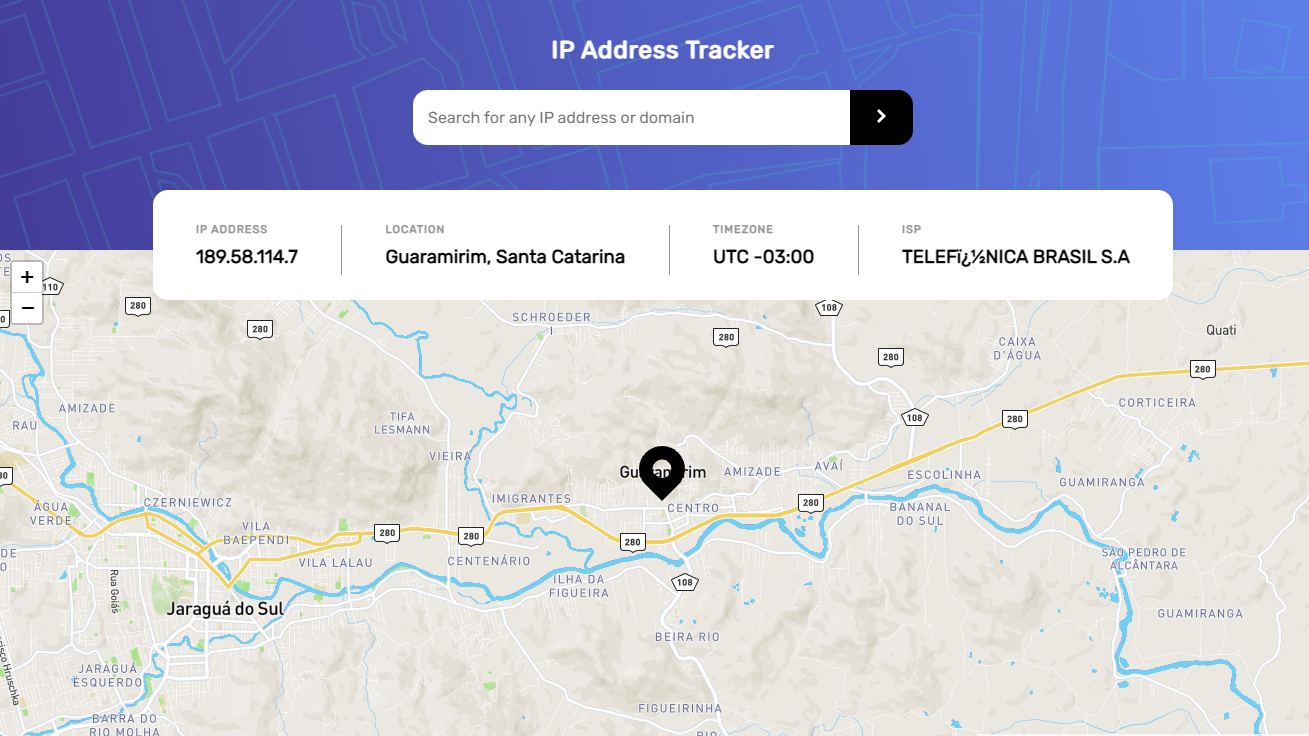 IP Address Tracker
Search for any IP address or domain
IP ADDRESS
189.58.114.7
LOCATION
Guaramirim, Santa Catarina
TIMEZONE
UTC -03:00
ISP
TELEFï¿½NICA BRASIL S.A
+
−
110
280
280
SCHROEDER
I
280
108
280
CAIXA
D'ÁGUA
Quati
280
CORTICEIRA
AMIZADE
RAU
TIFA
LESMANN
VIEIRA
108
280
AMIZADE
AVAÍ
ESCOLINHA
GUAMIRANGA
CZERNIEWICZ
IMIGRANTES
CENTRO
280
BANANAL
DO SUL
ÁGUA
VERDE
VILA
BAEPENDI
280
280
280
VILA LALAU
CENTENÁRIO
SÃO PEDRO DE
ALCÂNTARA
ILHA DA
FIGUEIRA
108
Rua Goiás
Jaraguá do Sul
GUAMIRANGA
BEIRA RIO
JARAGUÁ
ESQUERDO
FIGUEIRINHA
BARRA DO
RIO MOLHA
RIO